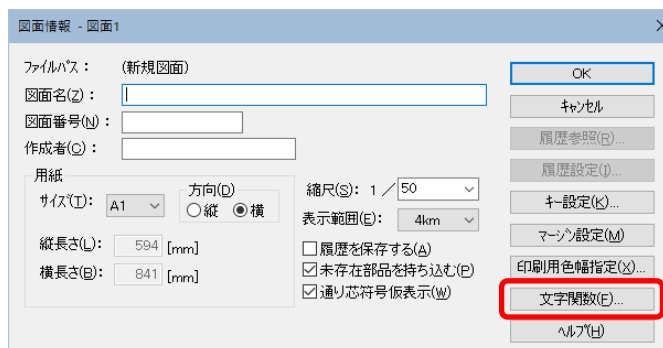 図面情報 - 図面1
ファイルパス： (新規図面)
図面名(Z)：
図面番号(N)：
作成者(C)：
用紙
サイズ(T)： A1
方向(D)
縦 横
縦長さ(L)： 594 [mm]
横長さ(B)： 841 [mm]
縮尺(S)： 1 ／ 50
表示範囲(E)： 4km
履歴を保存する(A)
未存在部品を持ち込む(P)
通り芯符号仮表示(W)
OK
キャンセル
履歴参照(R)...
履歴設定(I)...
キー設定(K)...
マージン設定(M)
印刷用色幅指定(X)...
文字関数(F)...
ヘルプ(H)